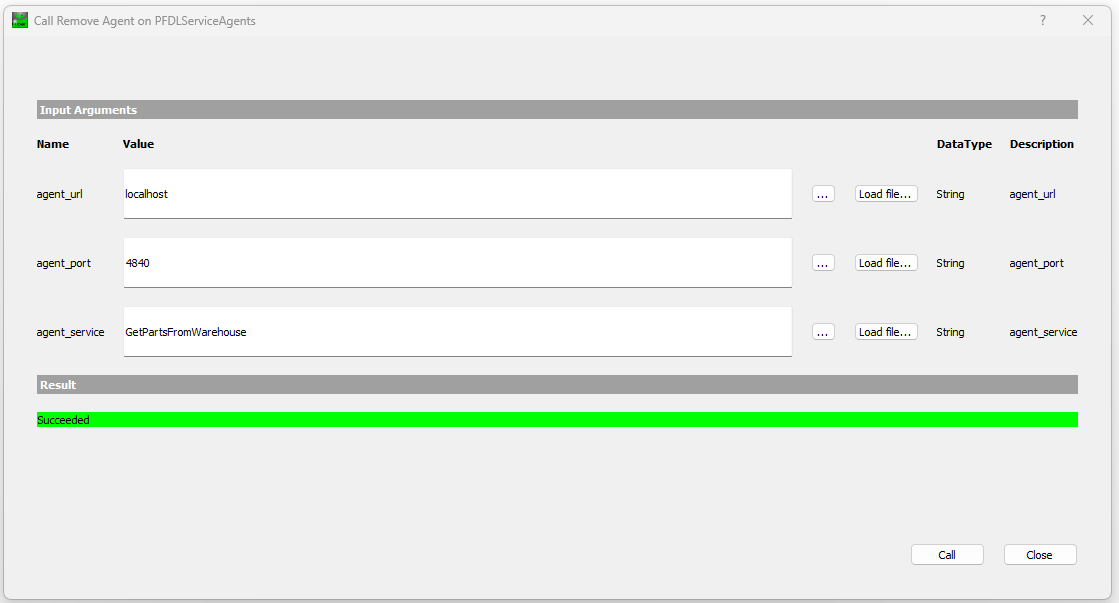 Call Remove Agent on PFDLServiceAgents ?
Input Arguments
Name Value DataType Description
agent_url localhost ... Load file... String agent_url
agent_port 4840 ... Load file... String agent_port
agent_service GetPartsFromWarehouse ... Load file... String agent_service
Result
Succeeded
Call Close